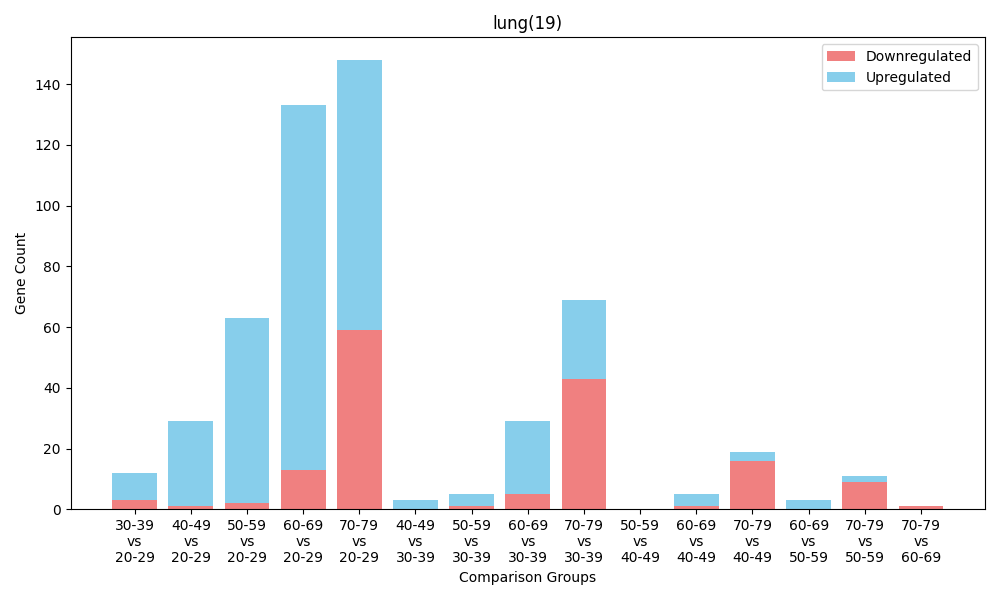 lung(19)
Downregulated
Upregulated
Gene Count
140
120
100
80
60
40
20
0
30-39
vs
20-29
40-49
vs
20-29
50-59
vs
20-29
60-69
vs
20-29
70-79
vs
20-29
40-49
vs
30-39
50-59
vs
30-39
60-69
vs
30-39
70-79
vs
30-39
50-59
vs
40-49
60-69
vs
40-49
70-79
vs
40-49
60-69
vs
50-59
70-79
vs
50-59
70-79
vs
60-69
Comparison Groups